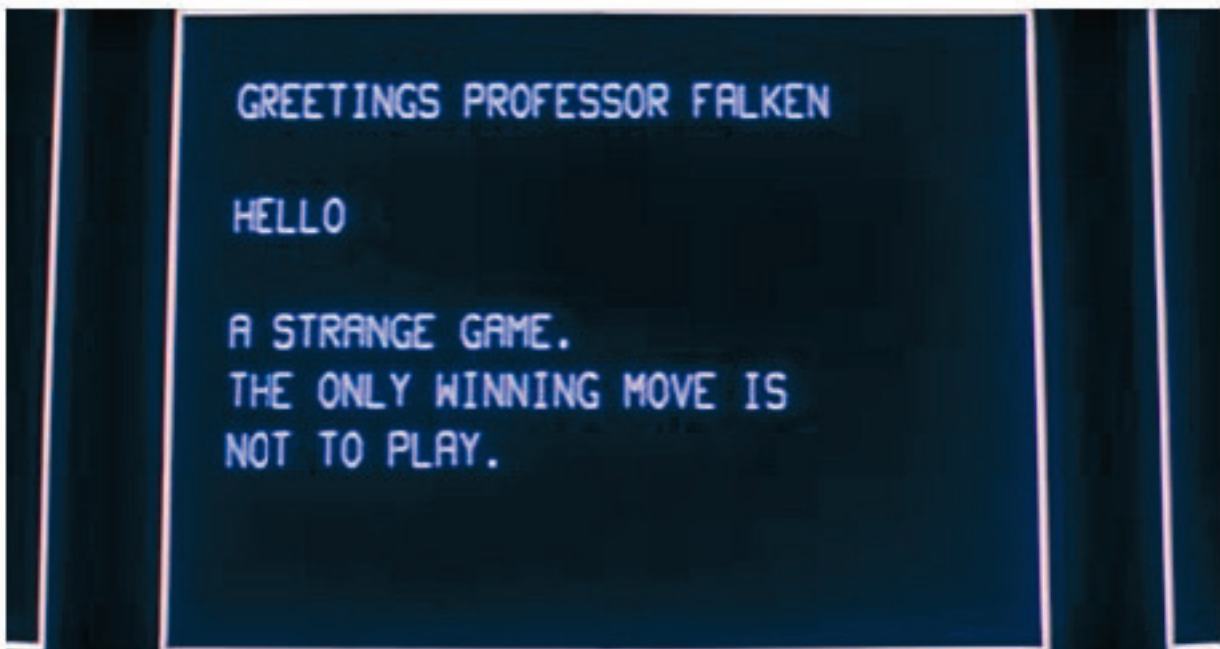 GREETINGS PROFESSOR FALKEN
HELLO
A STRANGE GAME.
THE ONLY WINNING MOVE IS
NOT TO PLAY.